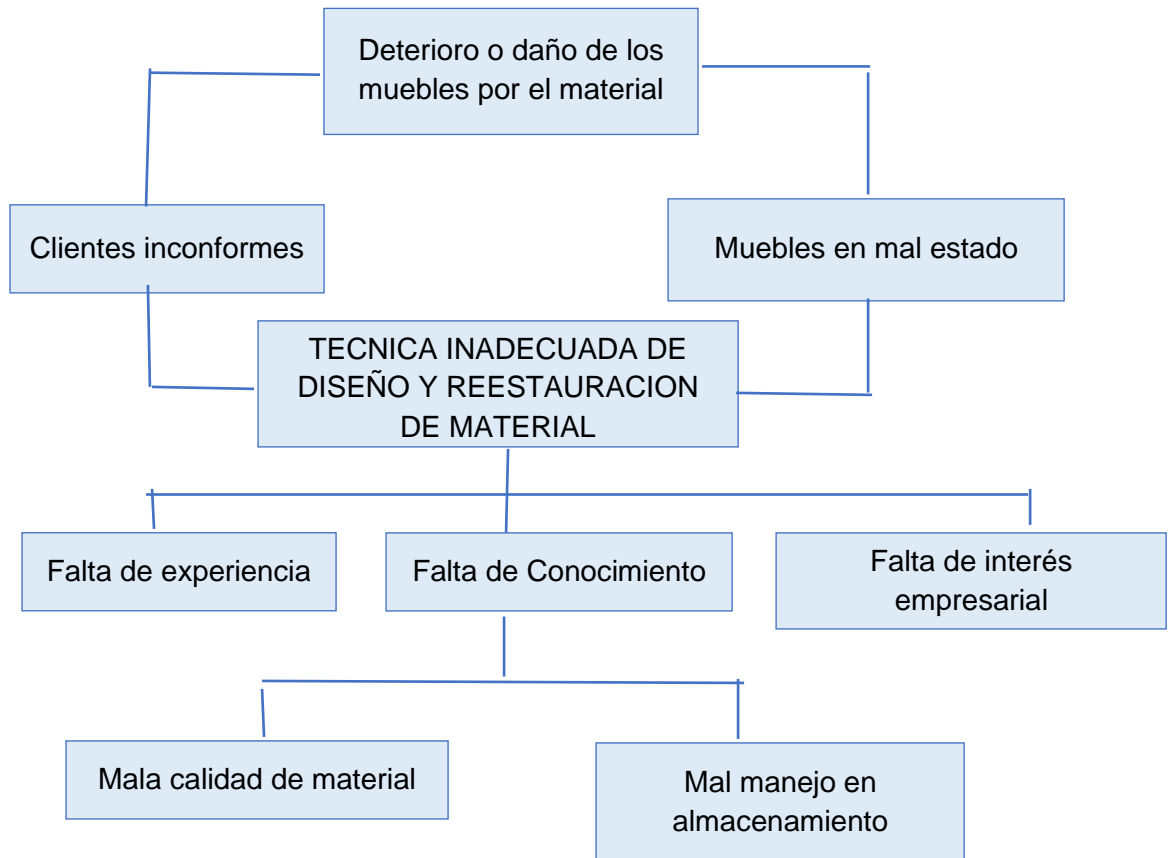 Deterioro o daño de los
muebles por el material
Clientes inconformes
Muebles en mal estado
TECNICA INADECUADA DE
DISEÑO Y REESTAURACION
DE MATERIAL
Falta de experiencia
Falta de Conocimiento
Falta de interés
empresarial
Mala calidad de material
Mal manejo en
almacenamiento